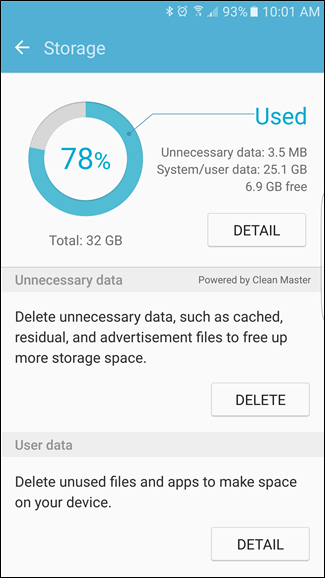 93% 10:01 AM
Storage
Used
78%
Unnecessary data: 3.5 MB
System/user data: 25.1 GB
6.9 GB free
Total: 32 GB
DETAIL
Unnecessary data Powered by Clean Master
Delete unnecessary data, such as cached,
residual, and advertisement files to free up
more storage space.
DELETE
User data
Delete unused files and apps to make space
on your device.
DETAIL